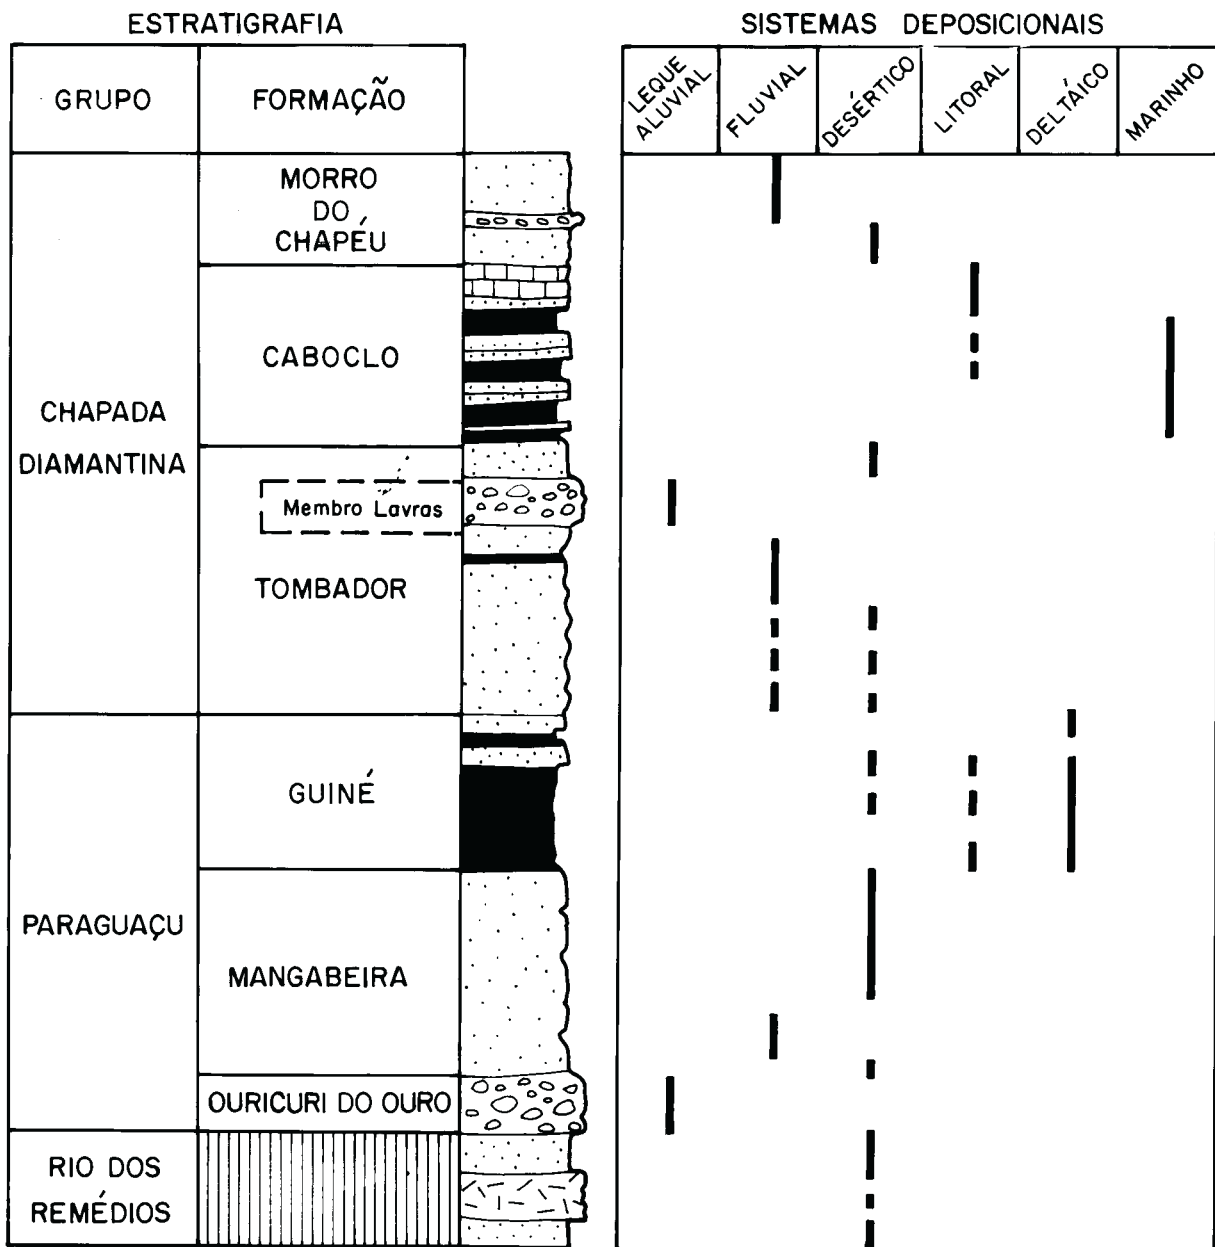 ESTRATIGRAFIA
SISTEMAS DEPOSICIONAIS
GRUPO
FORMAÇÃO
LEQUE
ALUVIAL
FLUVIAL
DESÉRTICO
LITORAL
DELTÁICO
MARINHO
MORRO
DO
CHAPÉU
CABOCLO
CHAPADA
DIAMANTINA
Membro Lavras
TOMBADOR
GUINÉ
PARAGUAÇU
MANGABEIRA
OURICURI DO OURO
RIO DOS
REMÉDIOS